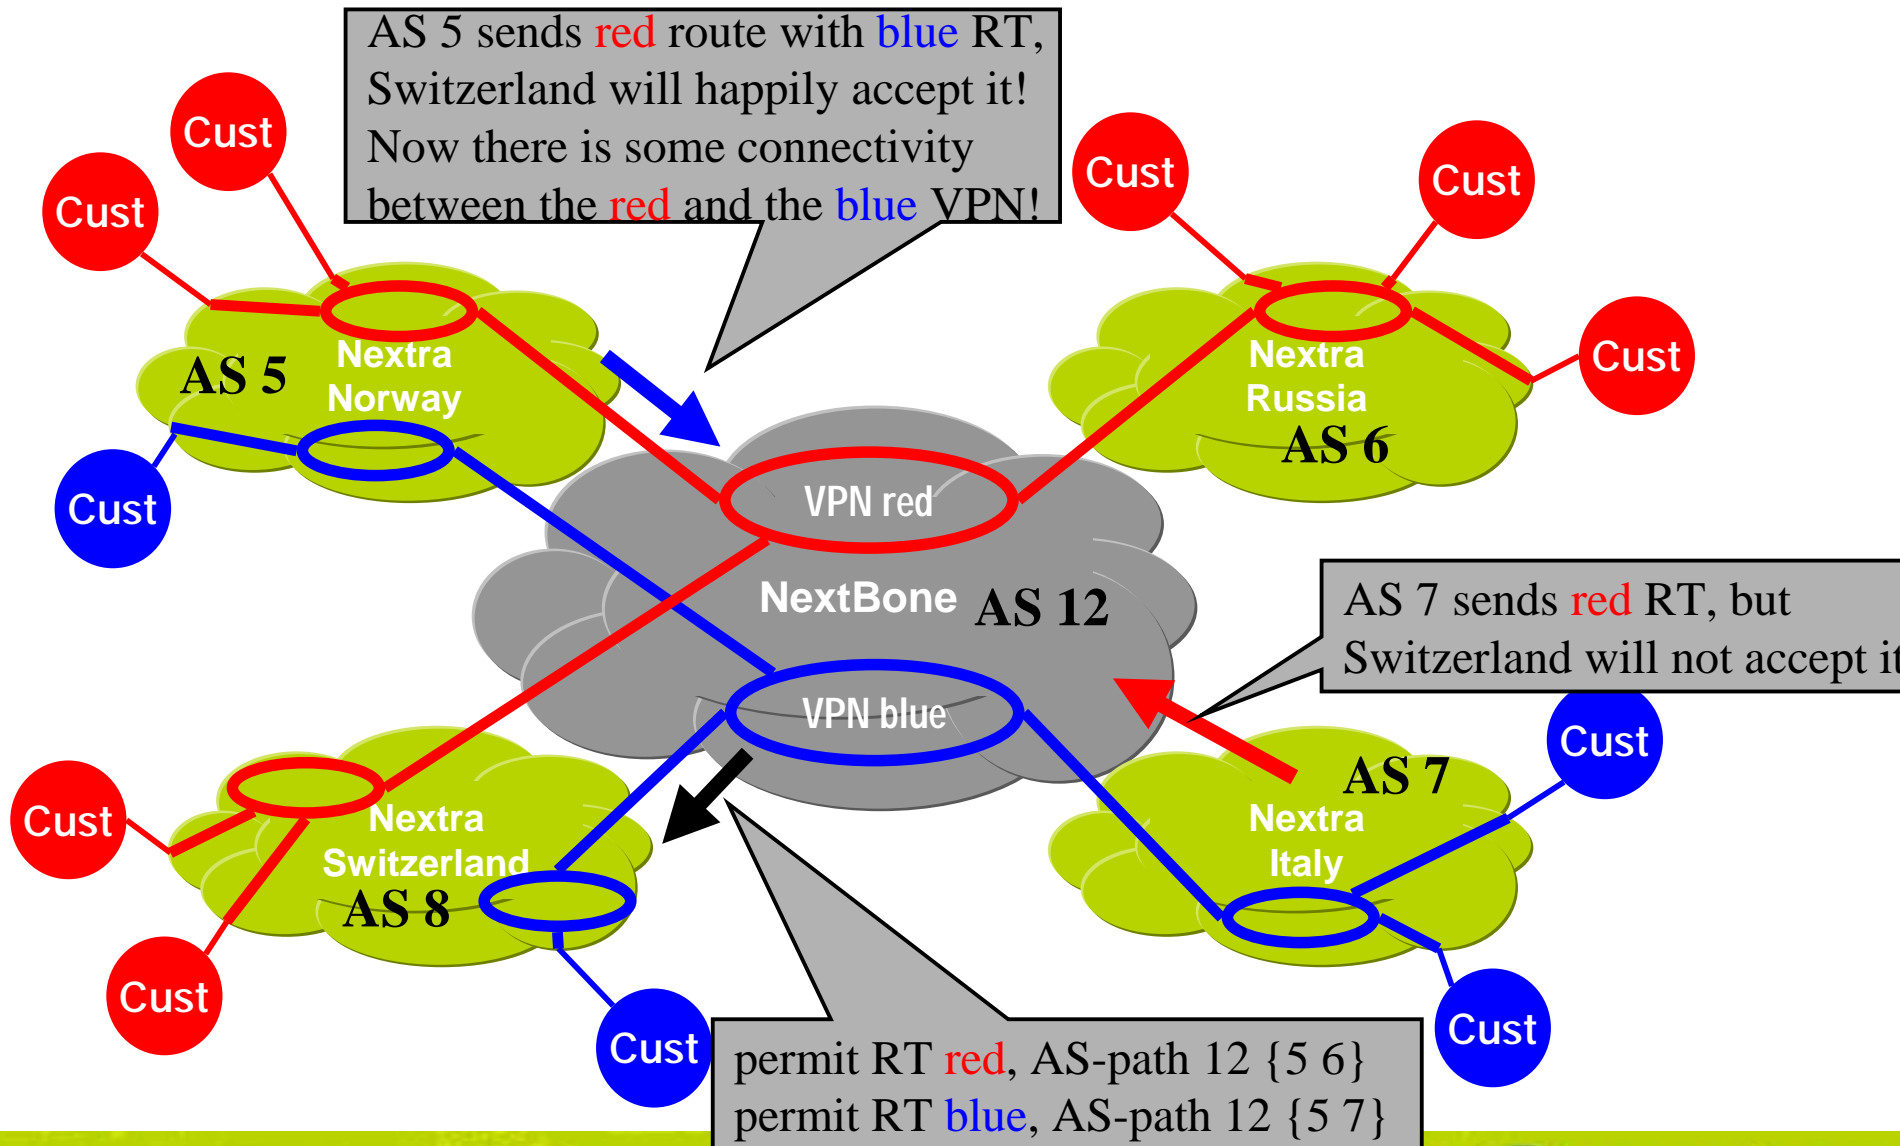 AS 5 sends red route with blue RT,
Switzerland will happily accept it!
Now there is some connectivity
between the red and the blue VPN!
Cust
Cust
Cust
Cust
Cust
Cust
AS 5
Nextra
Norway
Nextra
Russia
AS 6
VPN red
NextBone
AS 12
VPN blue
AS 7 sends red RT, but
Switzerland will not accept it
Cust
AS 7
Nextra
Italy
Cust
Cust
Nextra
Switzerland
AS 8
Cust
Cust
permit RT red, AS-path 12 {5 6}
permit RT blue, AS-path 12 {5 7}